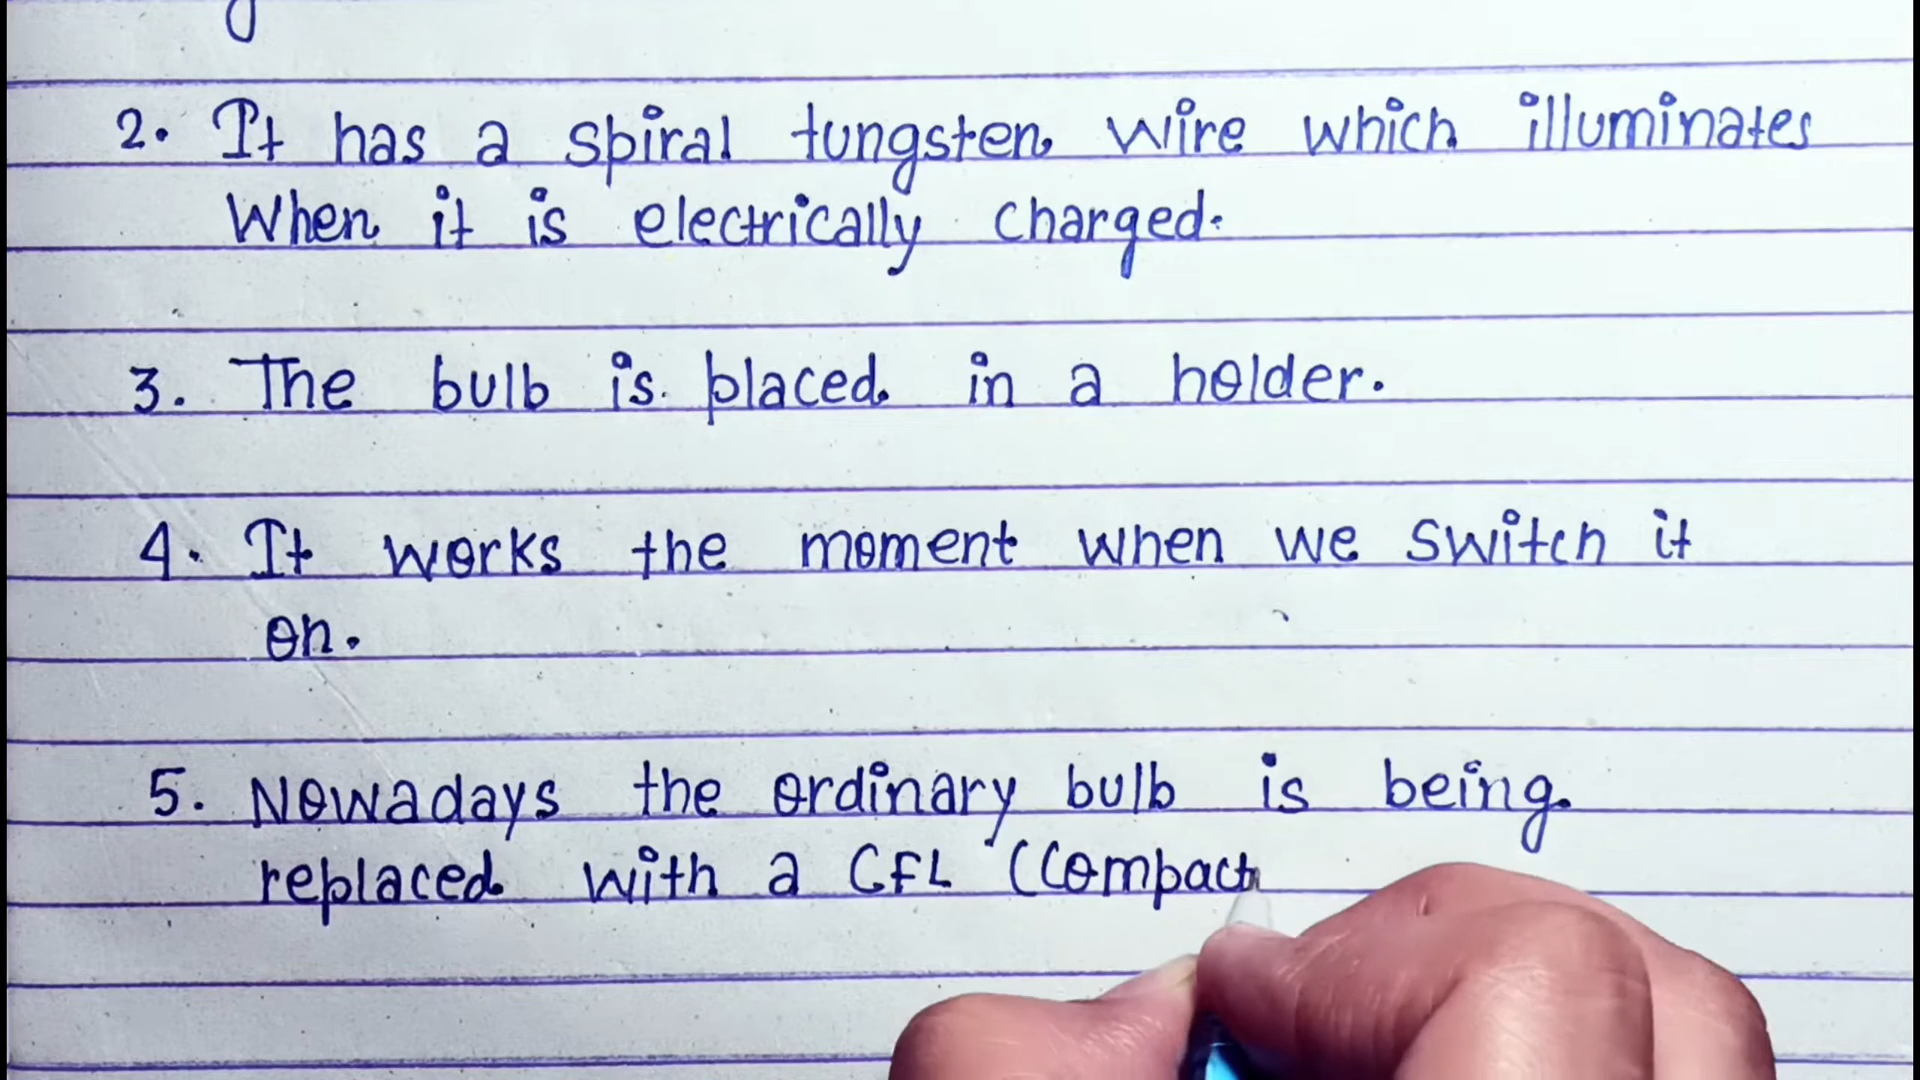 2. It has a spiral tungsten wire which illuminates
When it is electrically charged.
3. The bulb is placed in a holder.
4. It works the moment when we switch it
on.
5. Nowadays the ordinary bulb is being
replaced with a CFL (Compact